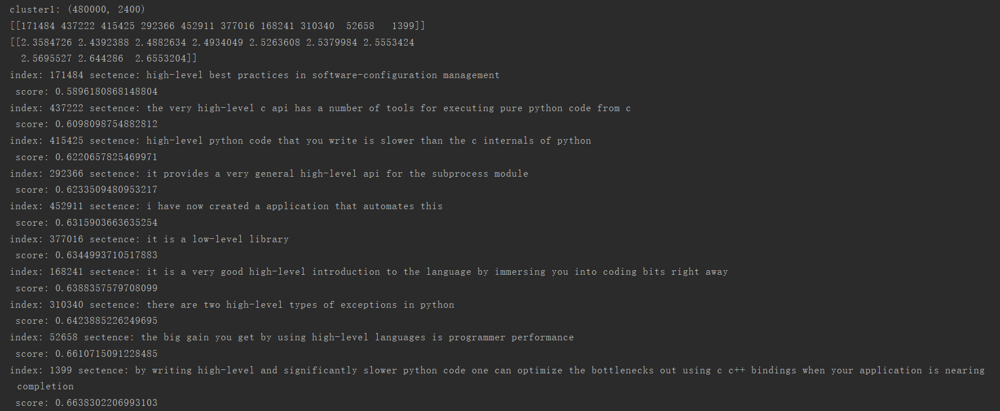 cluster1: (480000, 2400)
[[171484 437222 415425 292366 452911 377016 168241 310340  52658   1399]]
[[2.3584726 2.4392388 2.4882634 2.4934049 2.5263608 2.5379984 2.5553424
  2.5695527 2.644286  2.6553204]]
index: 171484 sectence: high-level best practices in software-configuration management
 score: 0.5896180868148804
index: 437222 sectence: the very high-level c api has a number of tools for executing pure python code from c
 score: 0.6098098754882812
index: 415425 sectence: high-level python code that you write is slower than the c internals of python
 score: 0.6220657825469971
index: 292366 sectence: it provides a very general high-level api for the subprocess module
 score: 0.6233509480953217
index: 452911 sectence: i have now created a application that automates this
 score: 0.6315903663635254
index: 377016 sectence: it is a low-level library
 score: 0.6344993710517883
index: 168241 sectence: it is a very good high-level introduction to the language by immersing you into coding bits right away
 score: 0.6388357579708099
index: 310340 sectence: there are two high-level types of exceptions in python
 score: 0.6423885226249695
index: 52658 sectence: the big gain you get by using high-level languages is programmer performance
 score: 0.6610715091228485
index: 1399 sectence: by writing high-level and significantly slower python code one can optimize the bottlenecks out using c c++ bindings when your application is nearing
 completion
 score: 0.6638302206993103